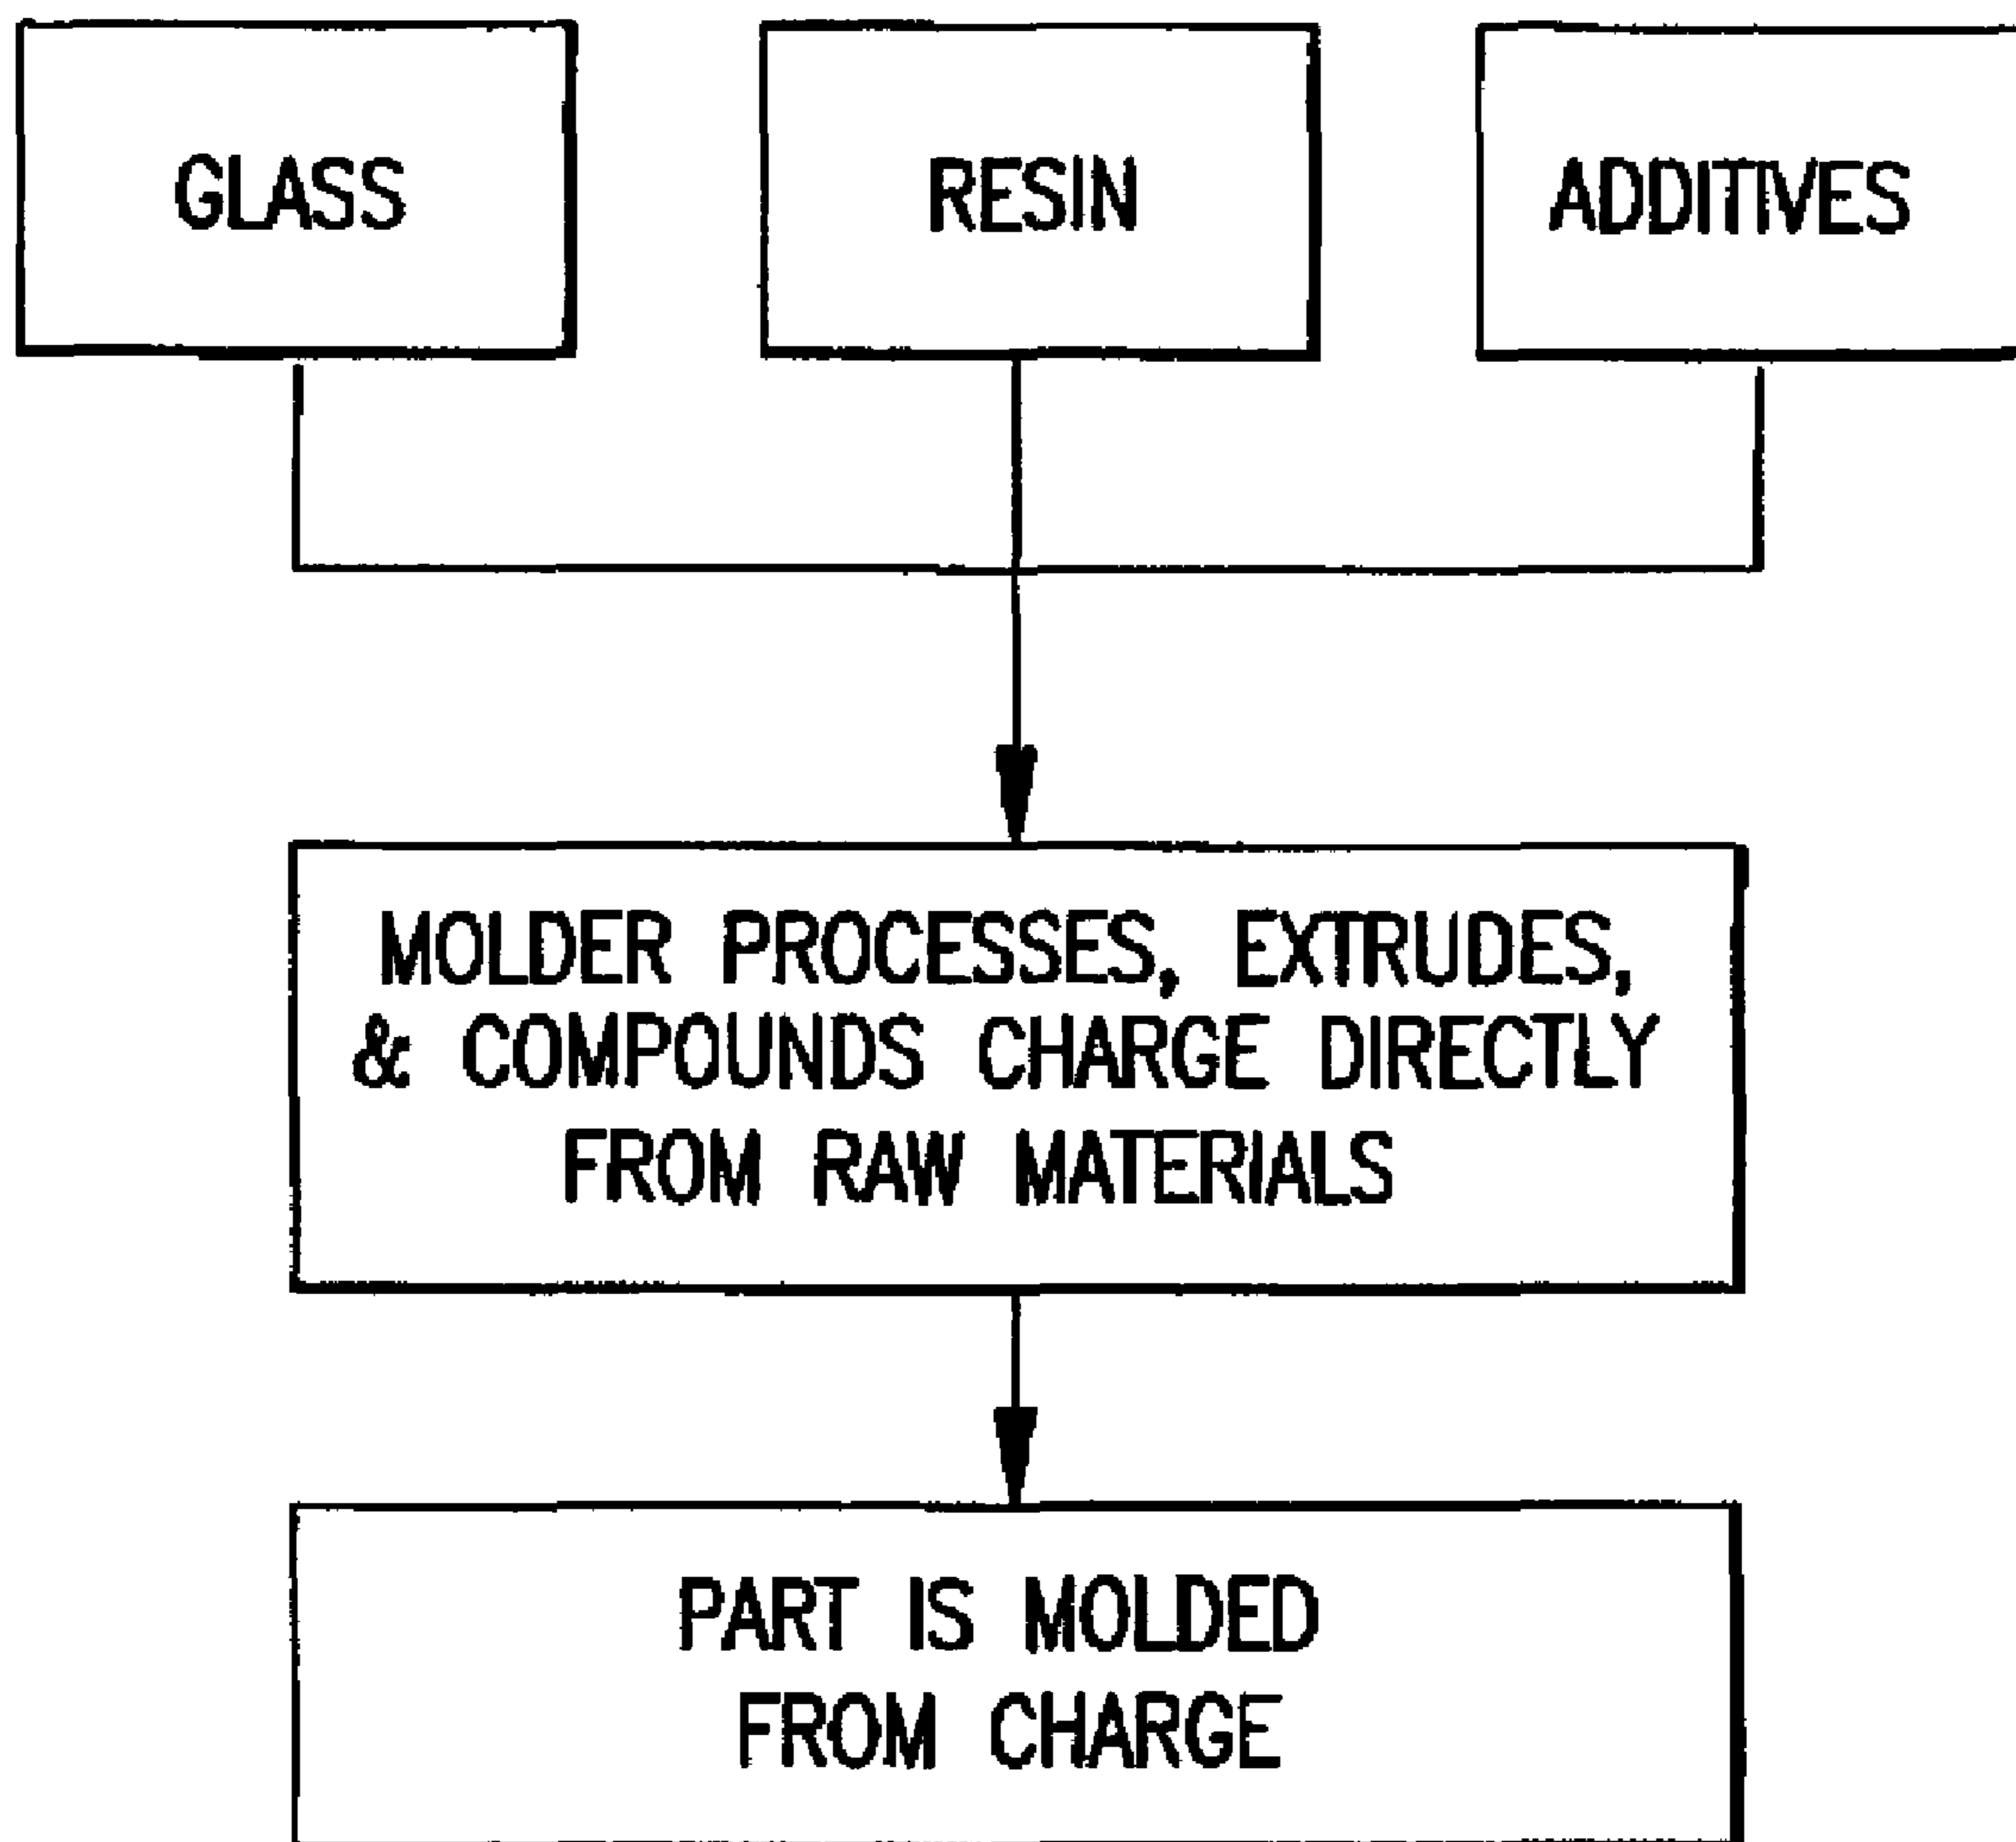 GLASS
RESIN
ADDITIVES
MOLDER PROCESSES, EXTRUDES,
& COMPOUNDS CHARGE DIRECTLY
FROM RAW MATERIALS
PART IS MOLDED
FROM CHARGE